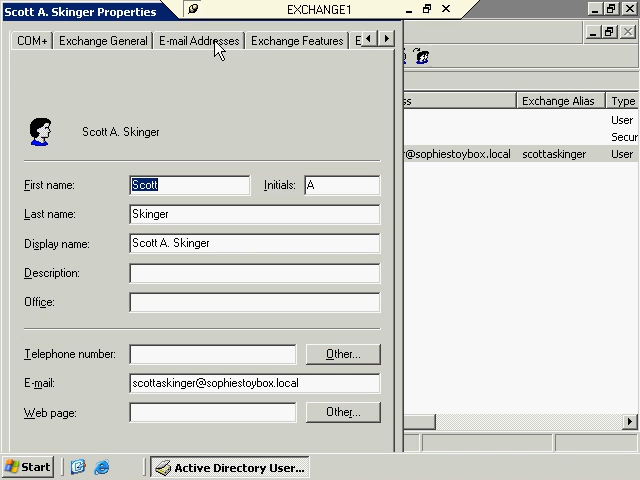 Scott A. Skinger Properties
EXCHANGE1
COM+ Exchange General E-mail Addresses Exchange Features E
ss Exchange Alias Type
Scott A. Skinger
User
Secur
r@sophiestoybox.local scottaskinger User
First name: Scott Initials: A
Last name: Skinger
Display name: Scott A. Skinger
Description:
Office:
Telephone number: Other...
E-mail: scottaskinger@sophiestoybox.local
Web page: Other...
Start Active Directory User...